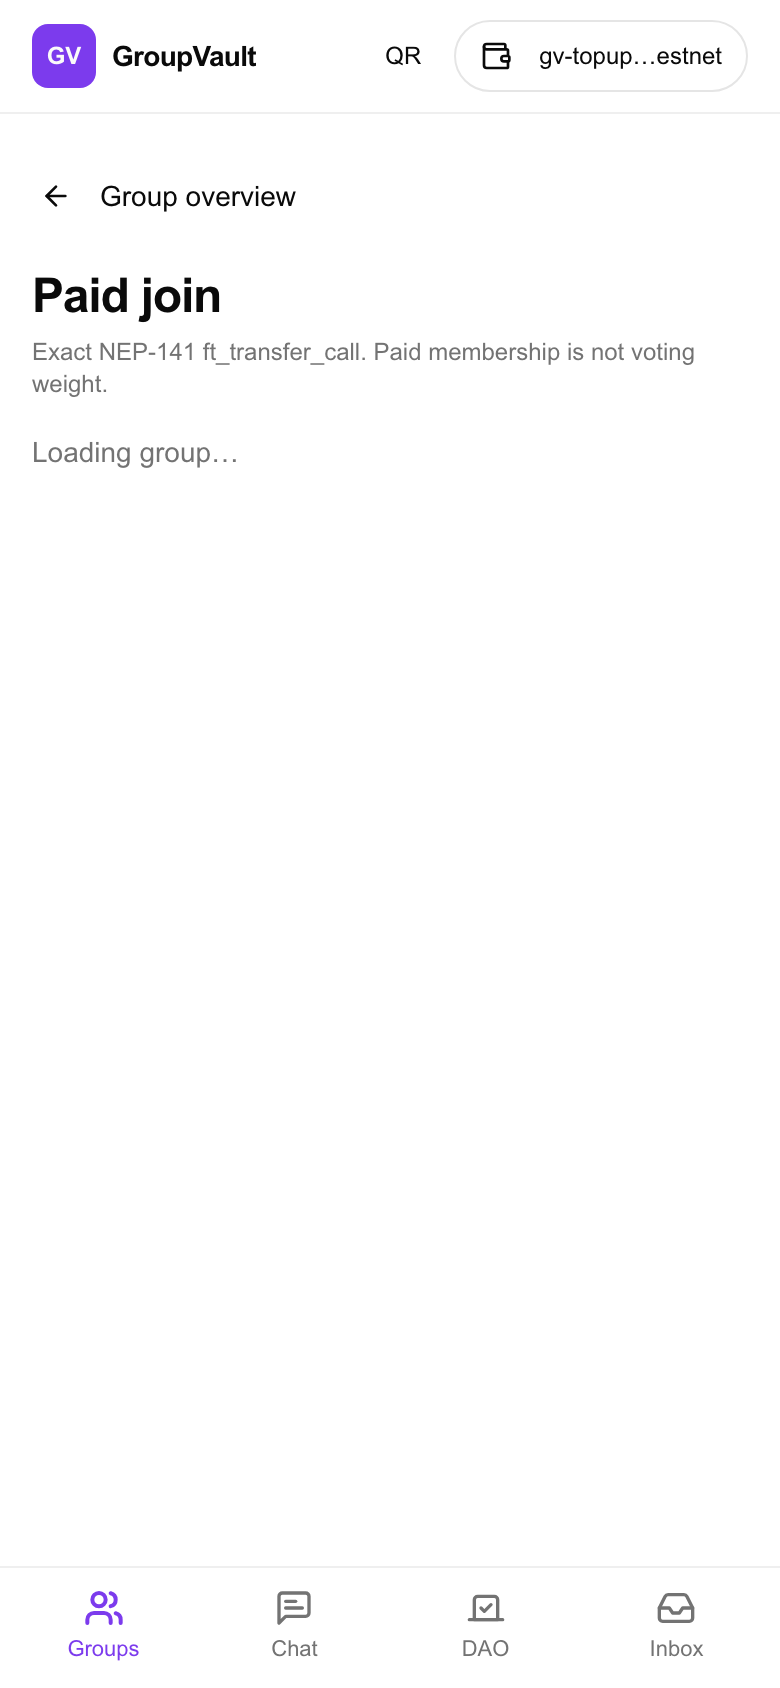 GV GroupVault QR gv-topup…estnet
Group overview
Paid join
Exact NEP-141 ft_transfer_call. Paid membership is not voting
weight.
Loading group…
Groups Chat DAO Inbox